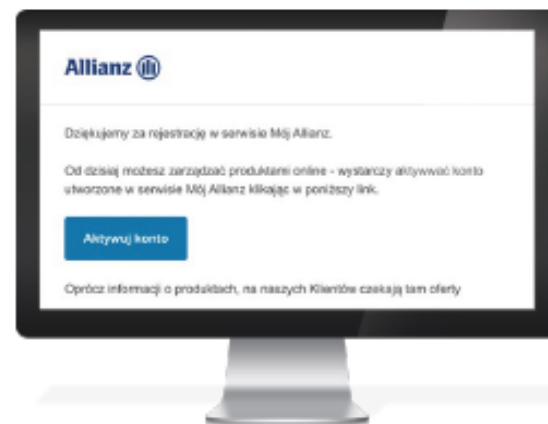 Allianz
Dziękujemy za rejestrację w serwisie Mój Allianz.
Od dzisiaj możesz zarządzać produktami online - wystarczy aktywwać konto
utworzone w serwisie Mój Allianz klikając w poniższy link.
Aktywuj konto
Oprócz informacji o produktach, na naszych Klientów czekają tam oferty